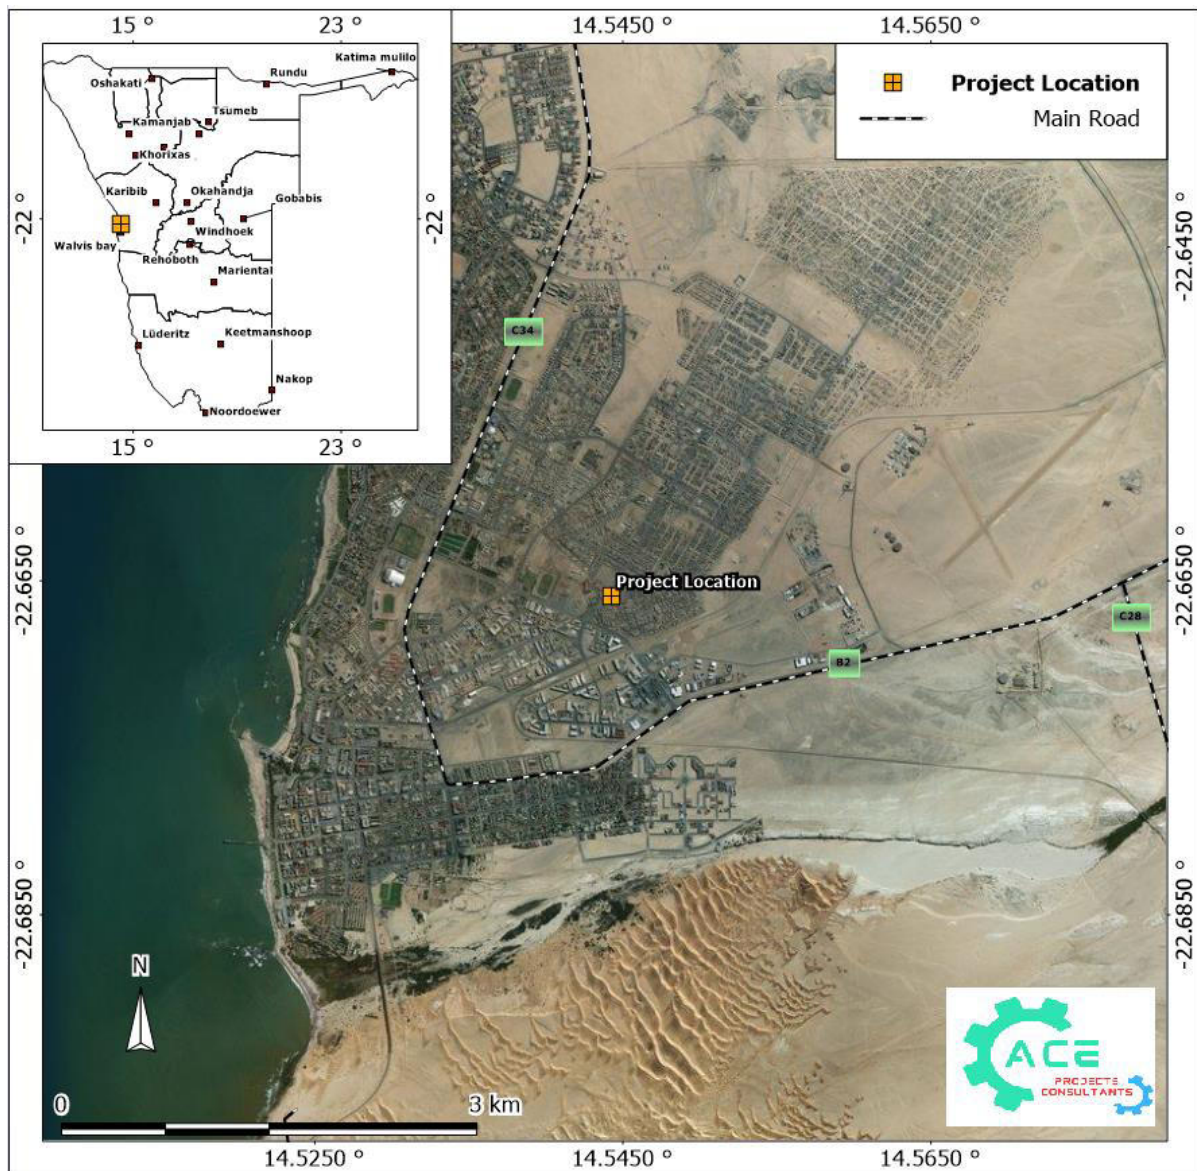 15 °
23 °
14.5450 °
14.5650 °
Katima mulilo
Oshakati
Rundu
Tsumeb
Kamanjab
Khorixas
Karibib
Okahandja
Gobabis
-22 °
-22 °
Windhoek
Walvis bay
Rehoboth
Mariental
Lüderitz
Keetmanshoop
Nakop
Noordoewer
15 °
23 °
Project Location
Main Road
-22.6450 °
C34
-22.6650 °
-22.6650 °
Project Location
C28
B2
-22.6850 °
-22.6850 °
N
0
3 km
ACE
PROJECTS
CONSULTANTS
14.5250 °
14.5450 °
14.5650 °